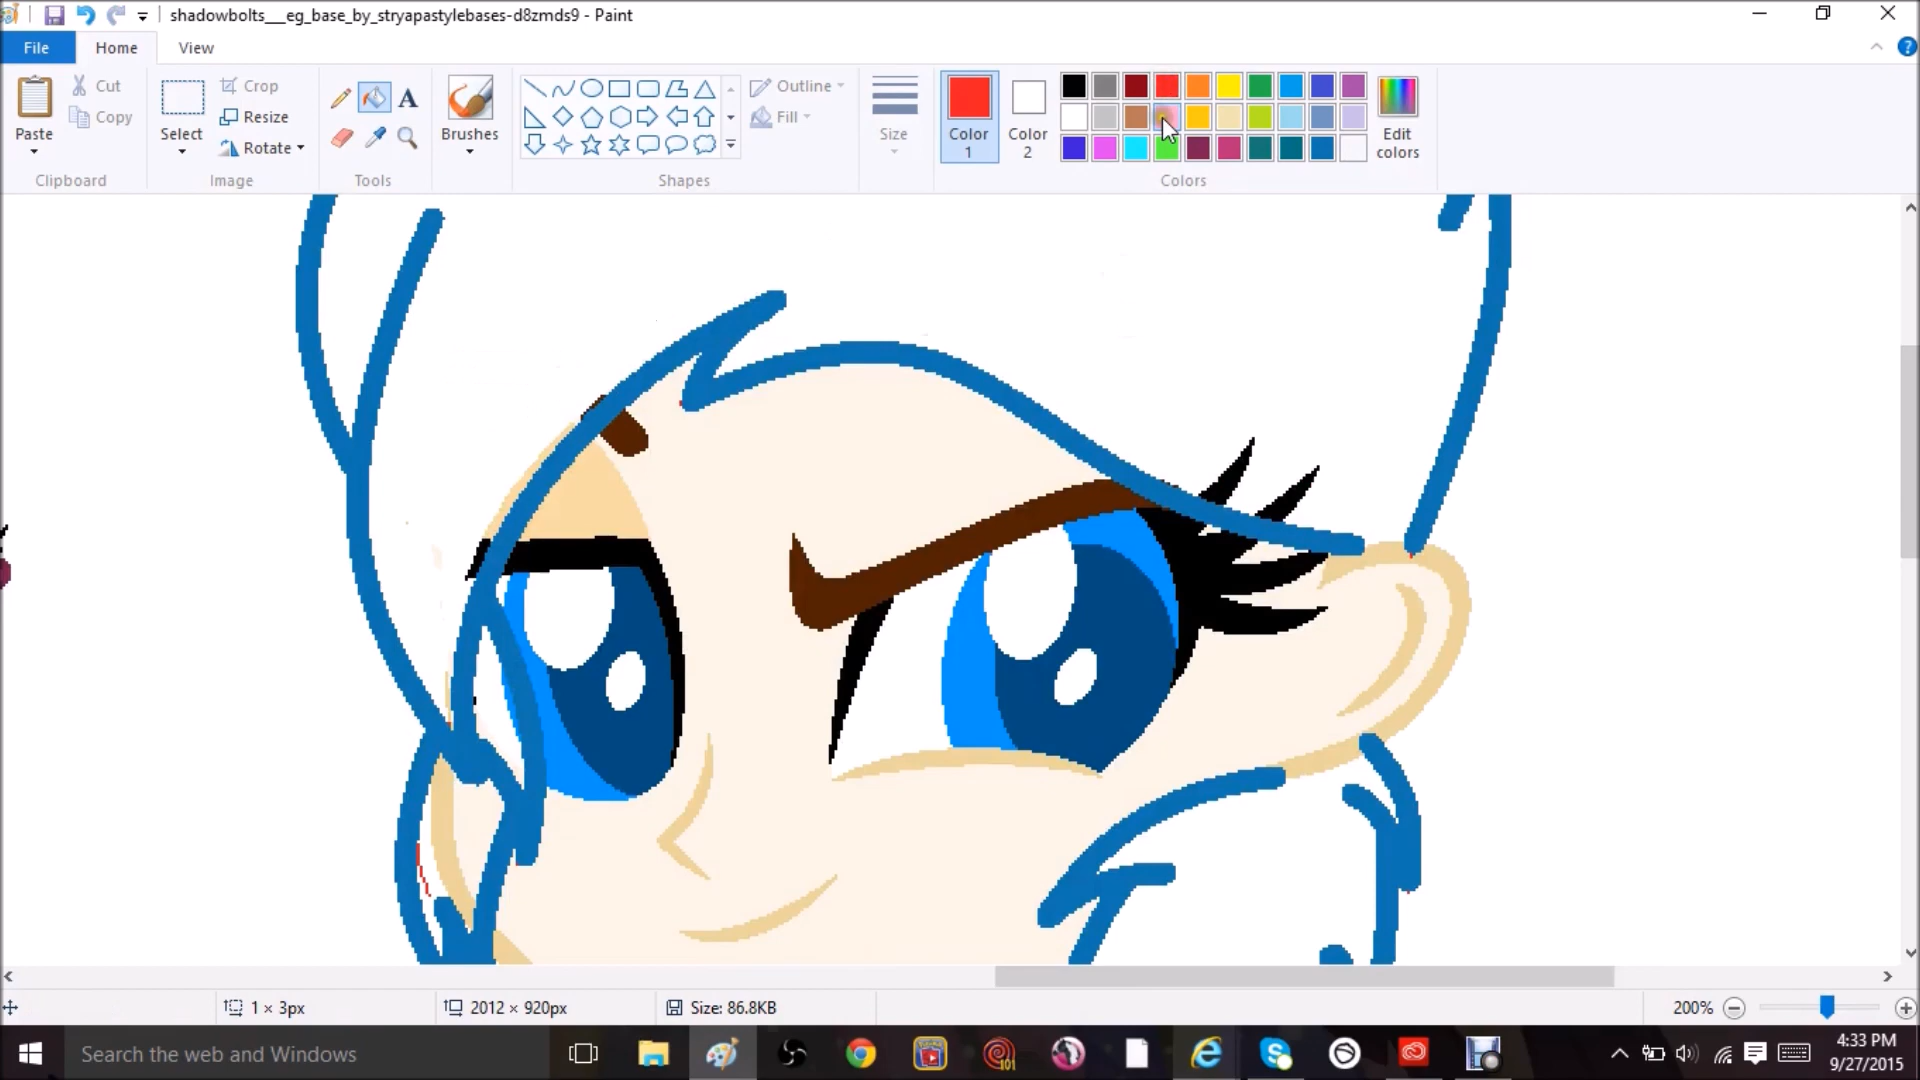 shadowbolts__eg_base_by_stryapastylebases-d8zmds9 - Paint
File Home View
Paste
Cut
Copy
Clipboard
Select
Crop
Resize
Rotate
Image
A
Tools
Brushes
Shapes
Outline
Fill
Size
Color 1
Color 2
Edit colors
Colors
1 × 3px
2012 × 920px
Size: 86.8KB
200%
Search the web and Windows
101
4:33 PM
9/27/2015